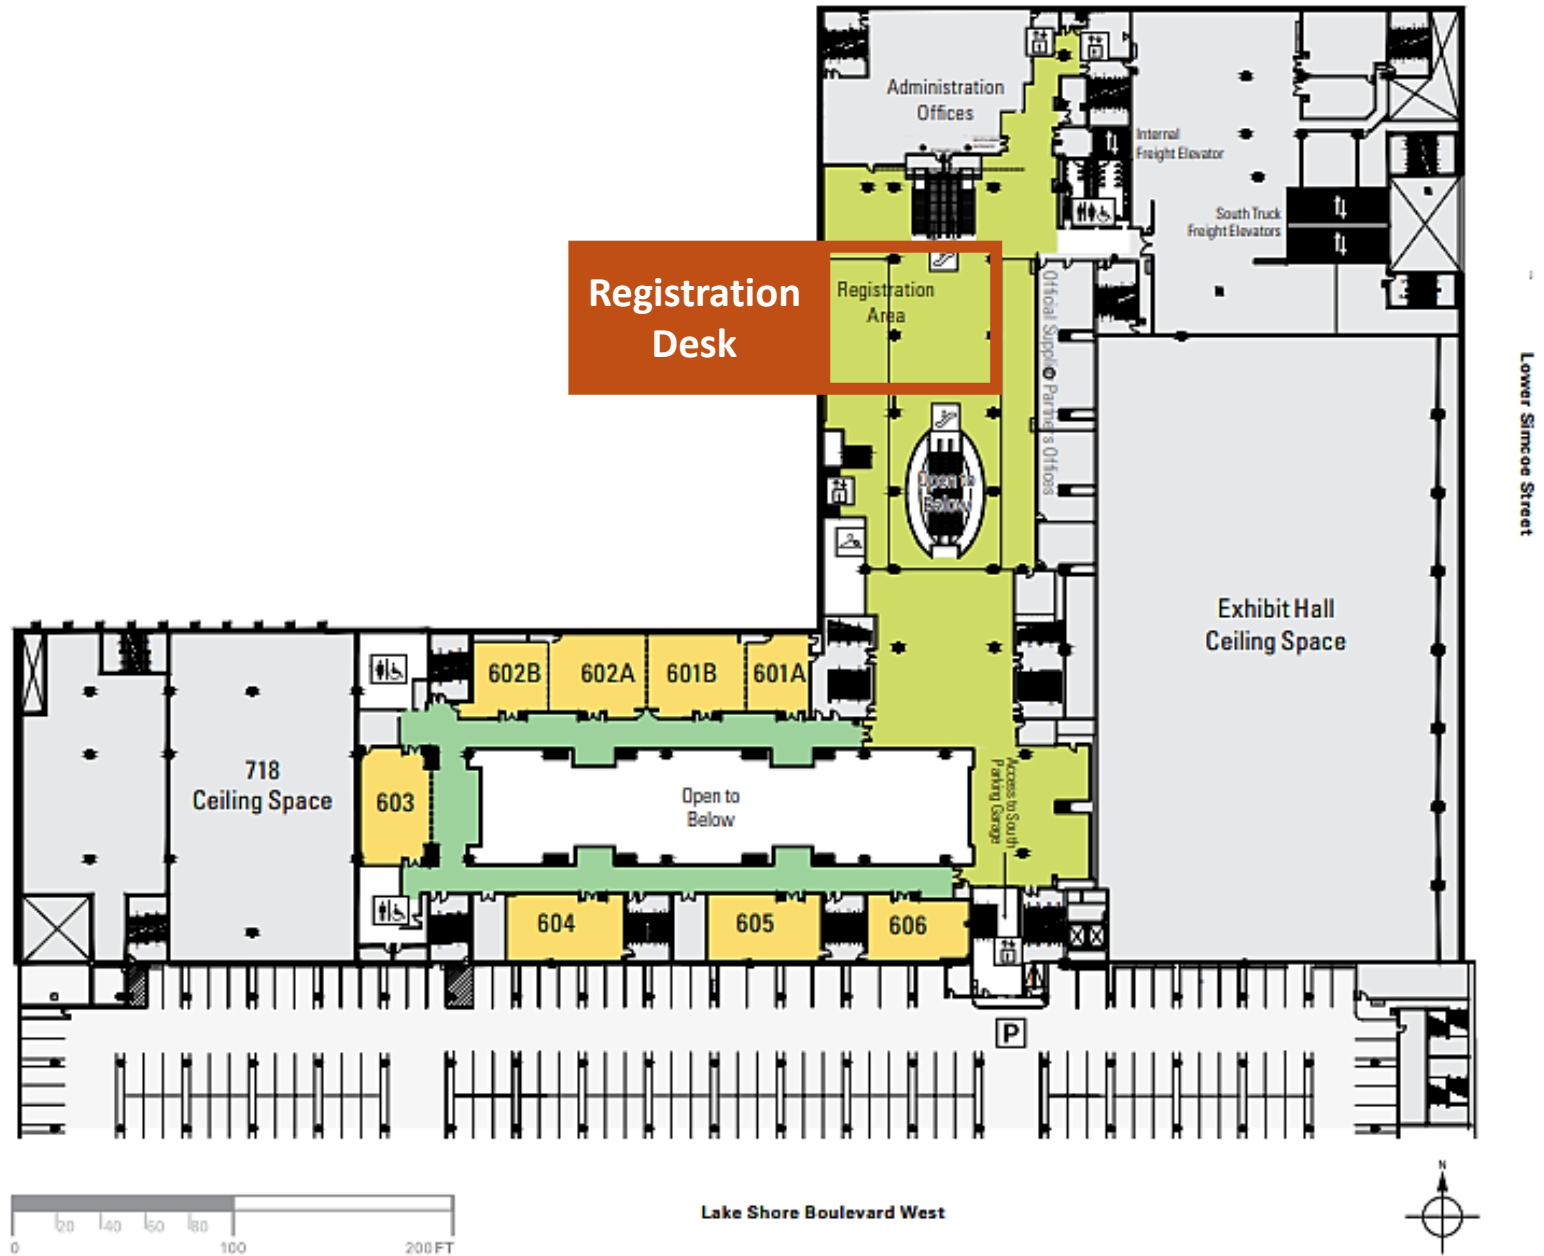 Administration
Offices
Internal
Freight Elevator
South Truck
Freight Elevators
Registration
Desk
Registration
Area
Official Supplier Partners Offices
Lower Simcoe Street
Open to
Below
Exhibit Hall
Ceiling Space
602B
602A
601B
601A
718
Ceiling Space
603
Open to
Below
Access to South
Parking Garage
604
605
606
P
N
Lake Shore Boulevard West
20
40
60
80
0
100
200 FT